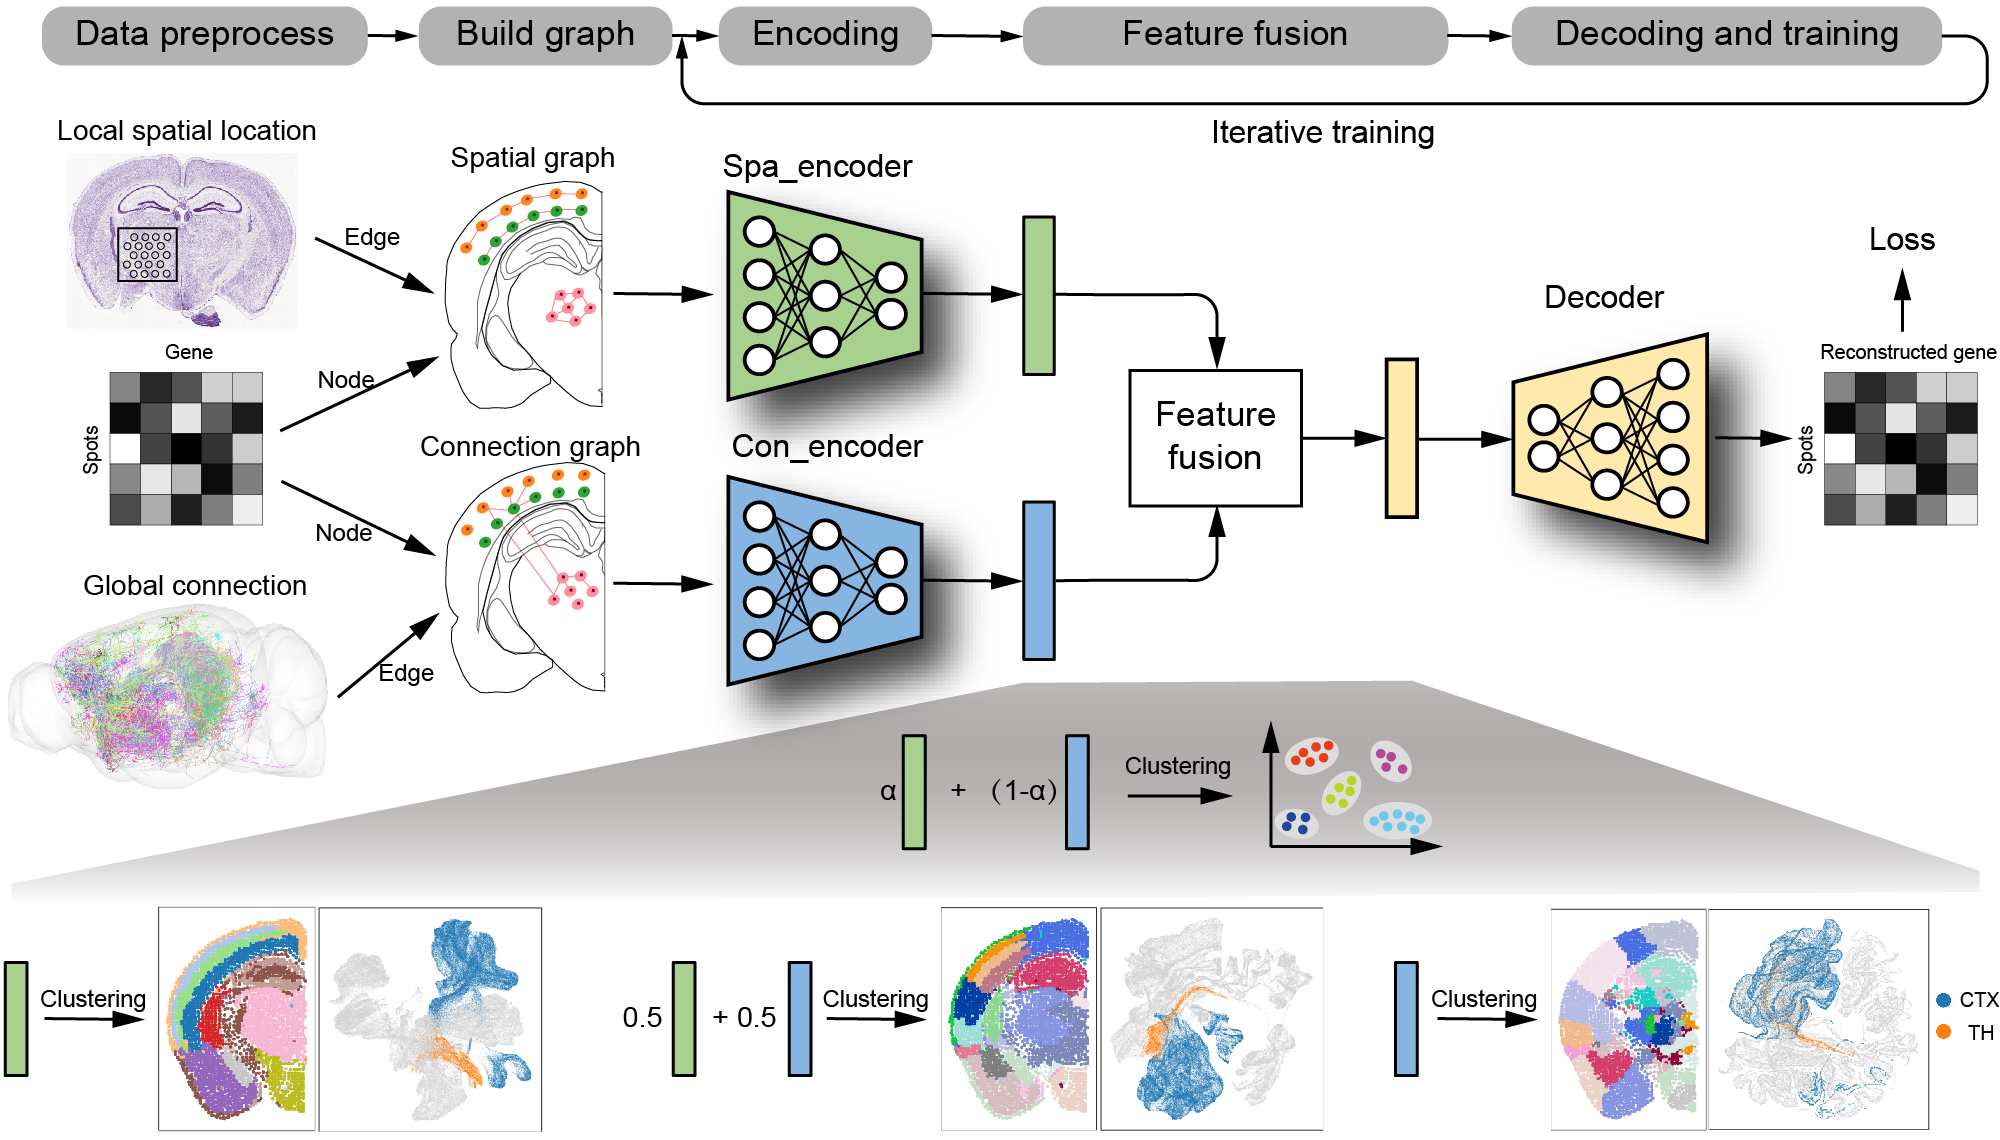 Data preprocess
Build graph
Encoding
Feature fusion
Decoding and training
Iterative training
Local spatial location
Spatial graph
Spa_encoder
Edge
Loss
Decoder
Gene
Node
Reconstructed gene
Spots
Spots
Feature
fusion
Connection graph
Con_encoder
Node
Global connection
Edge
α
+
(1-α)
Clustering
Clustering
0.5
+ 0.5
Clustering
Clustering
CTX
TH